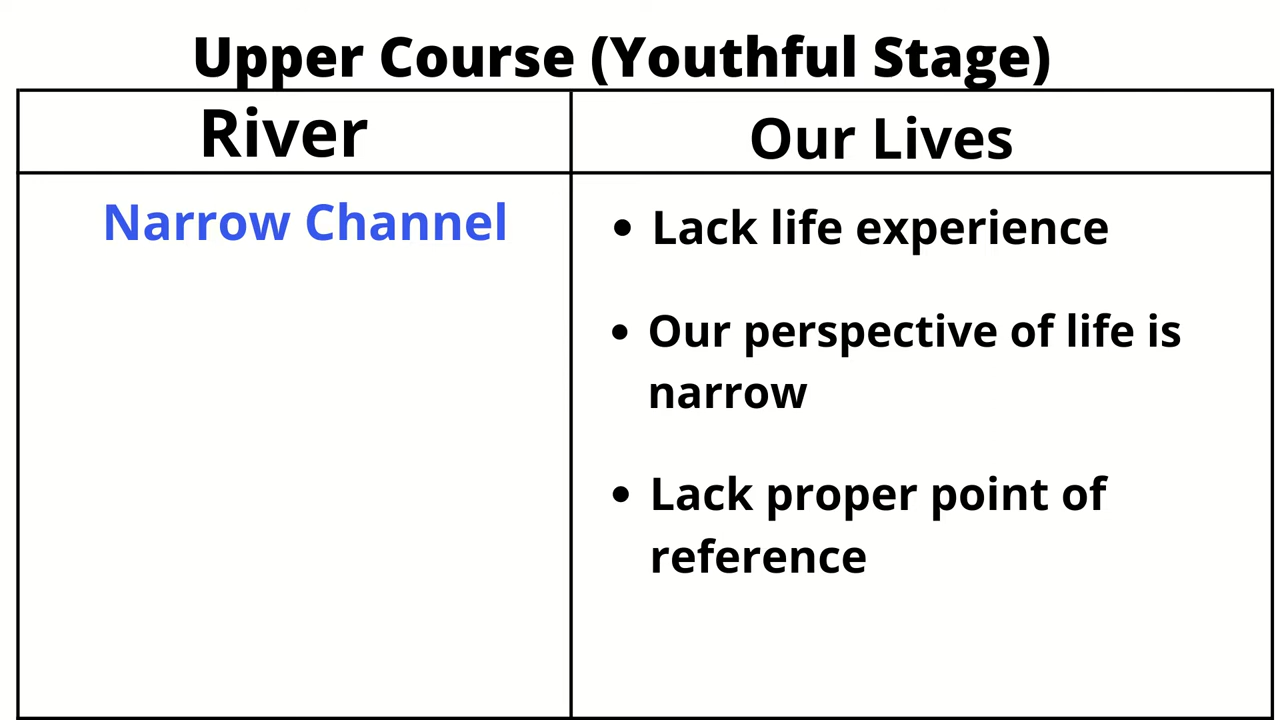 Upper Course (Youthful Stage)
River
Our Lives
Narrow Channel
• Lack life experience
• Our perspective of life is
narrow
• Lack proper point of
reference